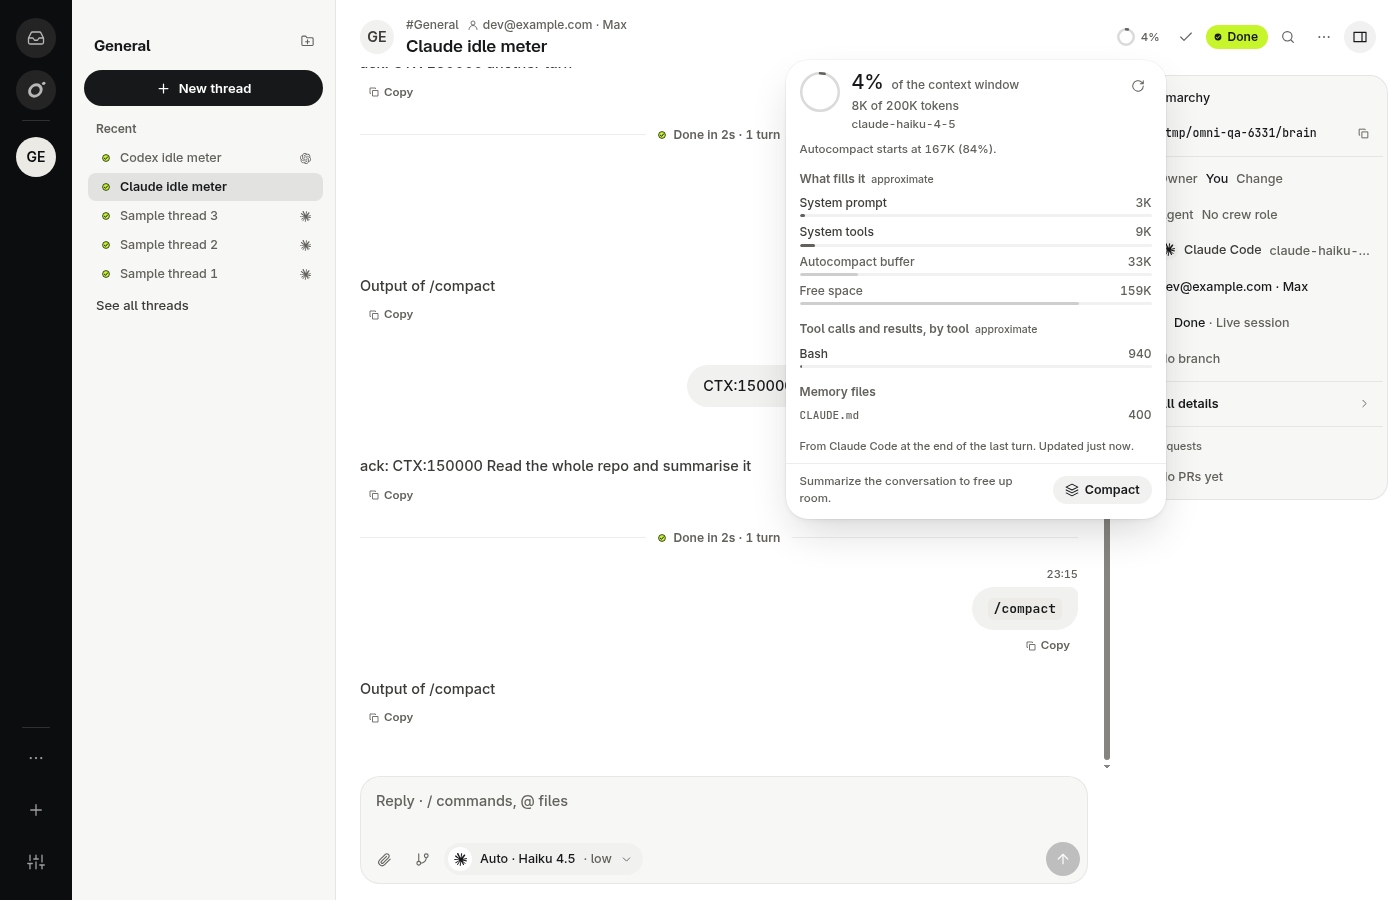 GE
General
New thread
Recent
Codex idle meter
Claude idle meter
Sample thread 3
Sample thread 2
Sample thread 1
See all threads
GE
#General dev@example.com · Max
Claude idle meter
4%
Done
Copy
Done in 2s · 1 turn
Output of /compact
Copy
CTX:150000
ack: CTX:150000 Read the whole repo and summarise it
Copy
Done in 2s · 1 turn
23:15
/compact
Copy
Output of /compact
Copy
Reply · / commands, @ files
Auto · Haiku 4.5 · low
4% of the context window
8K of 200K tokens
claude-haiku-4-5
Autocompact starts at 167K (84%).
What fills it approximate
System prompt 3K
System tools 9K
Autocompact buffer 33K
Free space 159K
Tool calls and results, by tool approximate
Bash 940
Memory files
CLAUDE.md 400
From Claude Code at the end of the last turn. Updated just now.
Summarize the conversation to free up
room.
Compact
marchy
tmp/omni-qa-6331/brain
wner You Change
gent No crew role
Claude Code claude-haiku-...
ev@example.com · Max
Done · Live session
o branch
ll details
quests
o PRs yet